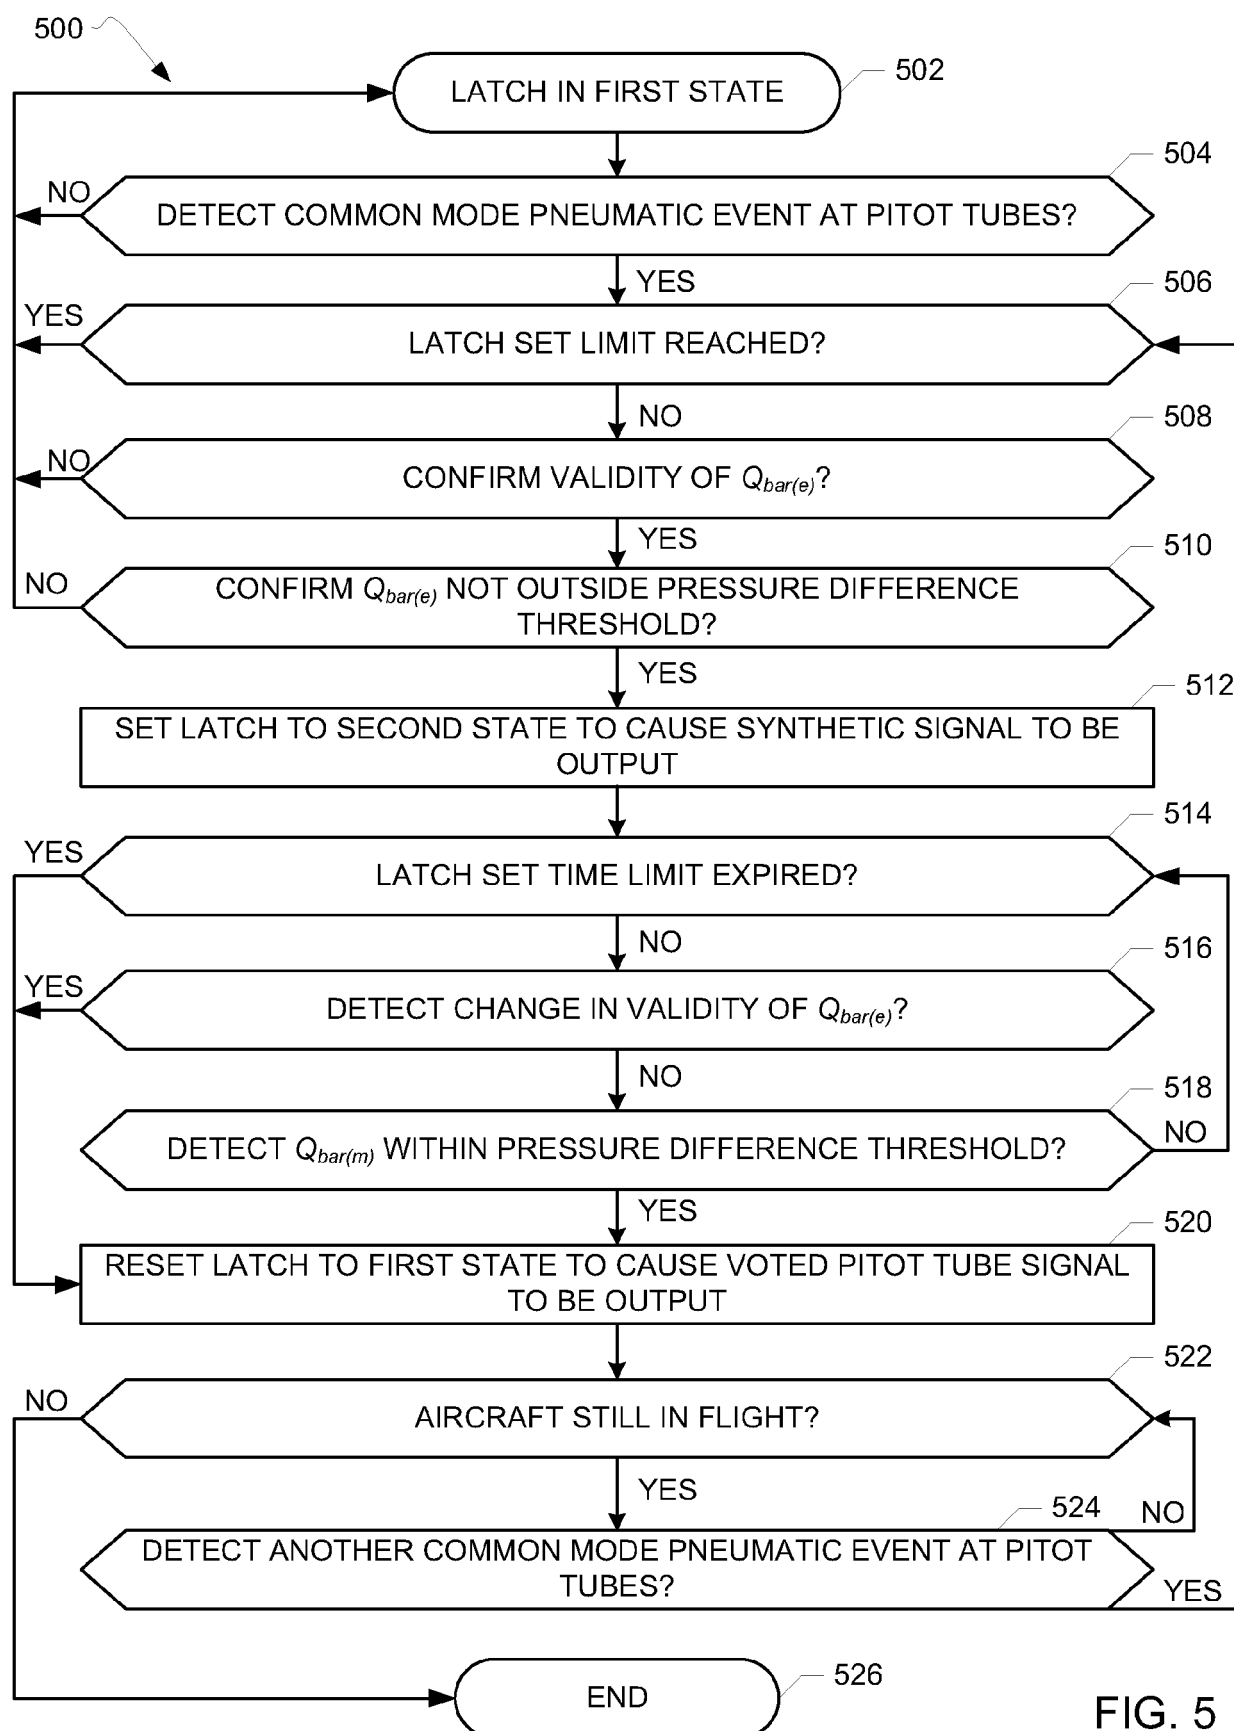 500
LATCH IN FIRST STATE
502
504
NO
DETECT COMMON MODE PNEUMATIC EVENT AT PITOT TUBES?
YES
506
YES
LATCH SET LIMIT REACHED?
NO
508
NO
CONFIRM VALIDITY OF Qbar(e)?
YES
510
NO
CONFIRM Qbar(e) NOT OUTSIDE PRESSURE DIFFERENCE
THRESHOLD?
YES
512
SET LATCH TO SECOND STATE TO CAUSE SYNTHETIC SIGNAL TO BE
OUTPUT
514
YES
LATCH SET TIME LIMIT EXPIRED?
NO
516
YES
DETECT CHANGE IN VALIDITY OF Qbar(e)?
NO
518
DETECT Qbar(m) WITHIN PRESSURE DIFFERENCE THRESHOLD?
NO
YES
520
RESET LATCH TO FIRST STATE TO CAUSE VOTED PITOT TUBE SIGNAL
TO BE OUTPUT
522
NO
AIRCRAFT STILL IN FLIGHT?
YES
524
NO
DETECT ANOTHER COMMON MODE PNEUMATIC EVENT AT PITOT
TUBES?
YES
END
526
FIG. 5